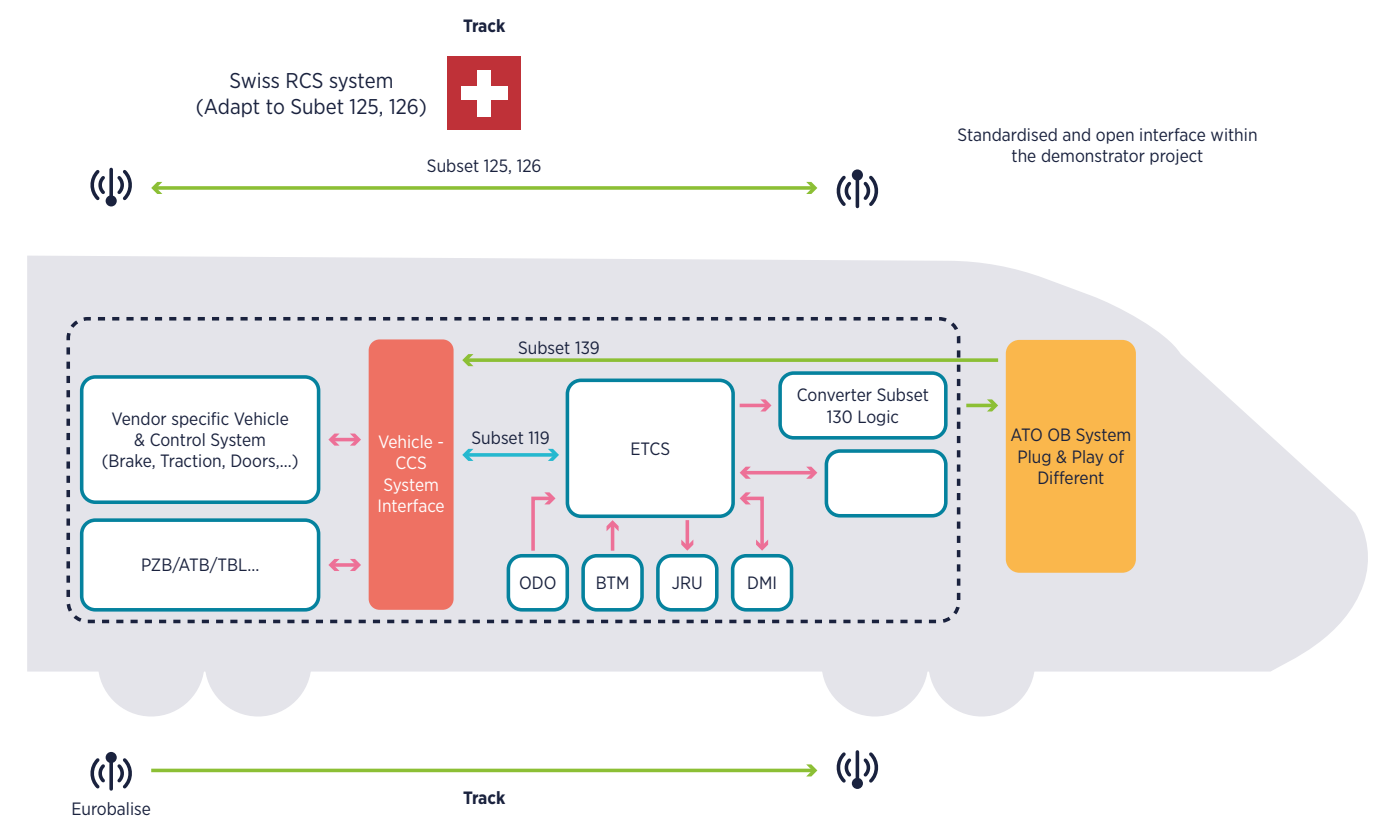 Track
Swiss RCS system
(Adapt to Subet 125, 126)
Standardised and open interface within
the demonstrator project
Subset 125, 126
Subset 139
Vendor specific Vehicle
& Control System
(Brake, Traction, Doors,...)
PZB/ATB/TBL...
Vehicle -
CCS
System
Interface
Subset 119
ETCS
Converter Subset
130 Logic
ATO OB System
Plug & Play of
Different
ODO
BTM
JRU
DMI
Eurobalise
Track